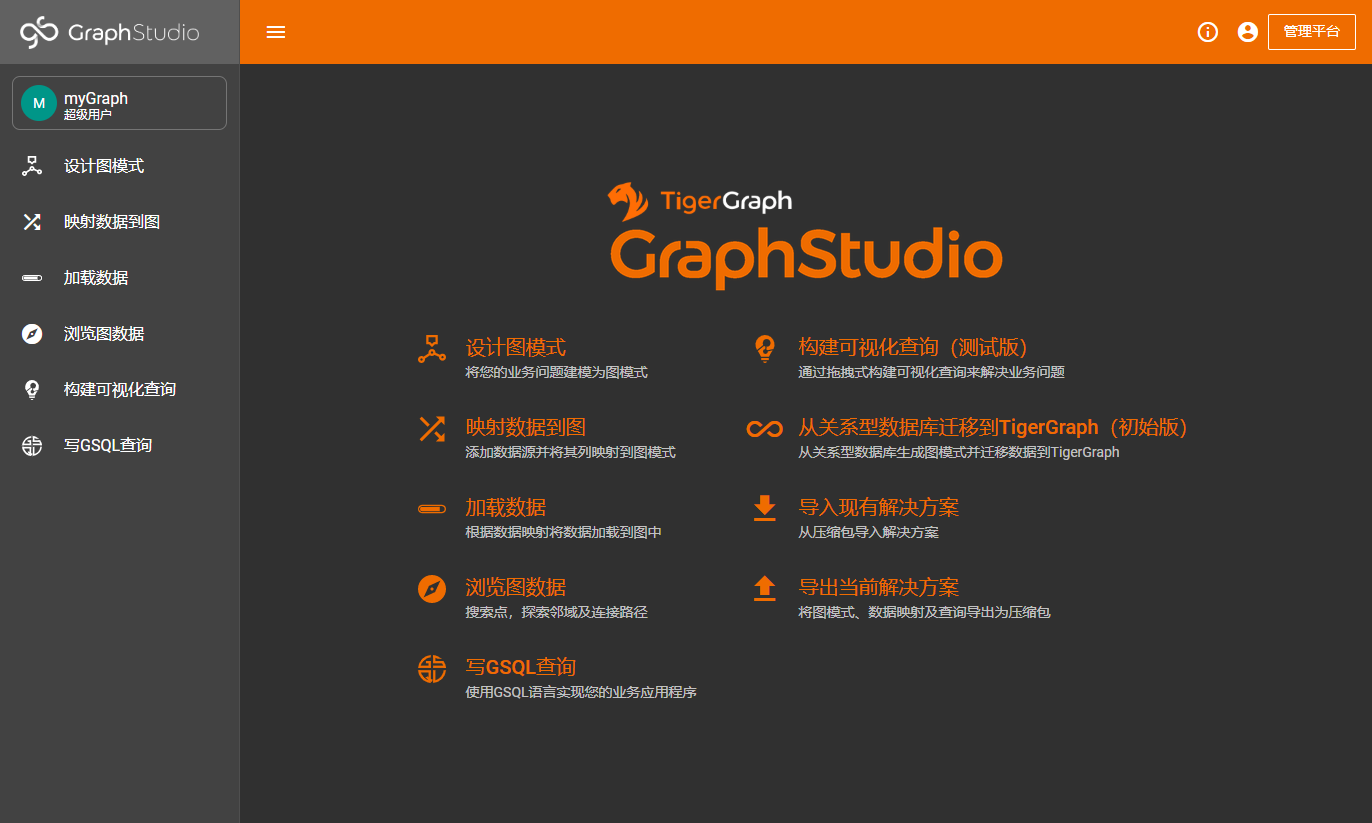 GraphStudio
管理平台
M
myGraph
超级用户
设计图模式
映射数据到图
加载数据
浏览图数据
构建可视化查询
写GSQL查询
TigerGraph
GraphStudio
设计图模式
将您的业务问题建模为图模式
映射数据到图
添加数据源并将其列映射到图模式
加载数据
根据数据映射将数据加载到图中
浏览图数据
搜索点，探索邻域及连接路径
写GSQL查询
使用GSQL语言实现您的业务应用程序
构建可视化查询（测试版）
通过拖拽式构建可视化查询来解决业务问题
从关系型数据库迁移到TigerGraph（初始版）
从关系型数据库生成图模式并迁移数据到TigerGraph
导入现有解决方案
从压缩包导入解决方案
导出当前解决方案
将图模式、数据映射及查询导出为压缩包